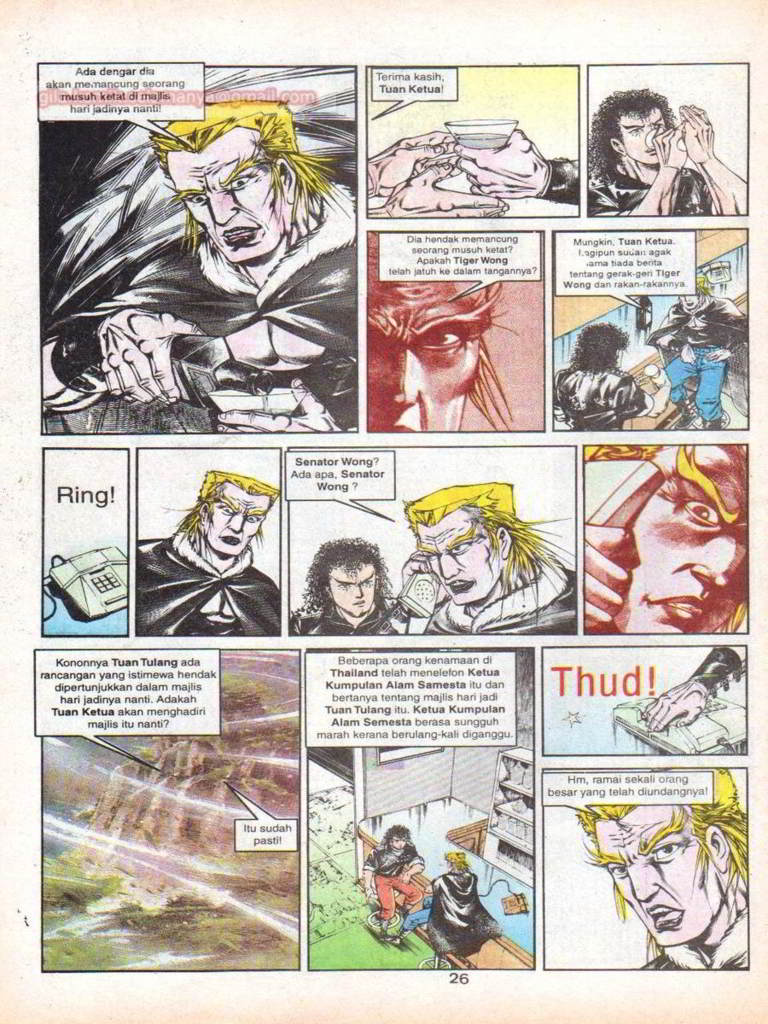 Ada dengar dia
akan memancung seorang
musuh ketat di majlis
hari jadinya nanti!
Terima kasih,
Tuan Ketua!
Dia hendak memancung
seorang musuh ketat?
Apakah Tiger Wong
telah jatuh ke dalam tangannya?
Mungkin, Tuan Ketua.
Lagipun sudah agak
lama tiada berita
tentang gerak-geri Tiger
Wong dan rakan-rakannya.
Ring!
Senator Wong?
Ada apa, Senator
Wong ?
Kononnya Tuan Tulang ada
rancangan yang istimewa hendak
dipertunjukkan dalam majlis
hari jadinya nanti. Adakah
Tuan Ketua akan menghadiri
majlis itu nanti?
Itu sudah
pasti!
Beberapa orang kenamaan di
Thailand telah menelefon Ketua
Kumpulan Alam Samesta itu dan
bertanya tentang majlis hari jadi
Tuan Tulang itu. Ketua Kumpulan
Alam Semesta berasa sungguh
marah kerana berulang-kali diganggu.
Thud!
Hm, ramai sekali orang
besar yang telah diundangnya!
26